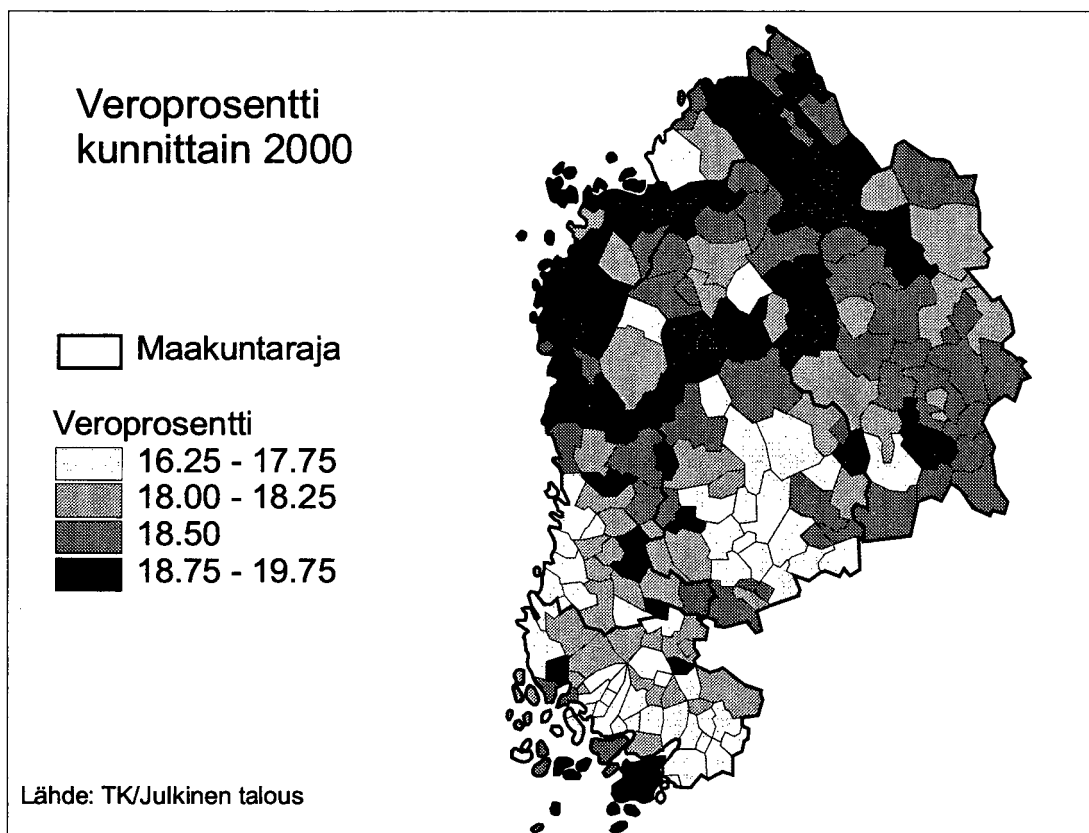 Veroprosentti
kunnittain 2000
Maakuntaraja
Veroprosentti
16.25 - 17.75
18.00 - 18.25
18.50
18.75 - 19.75
Lähde: TK/Julkinen talous